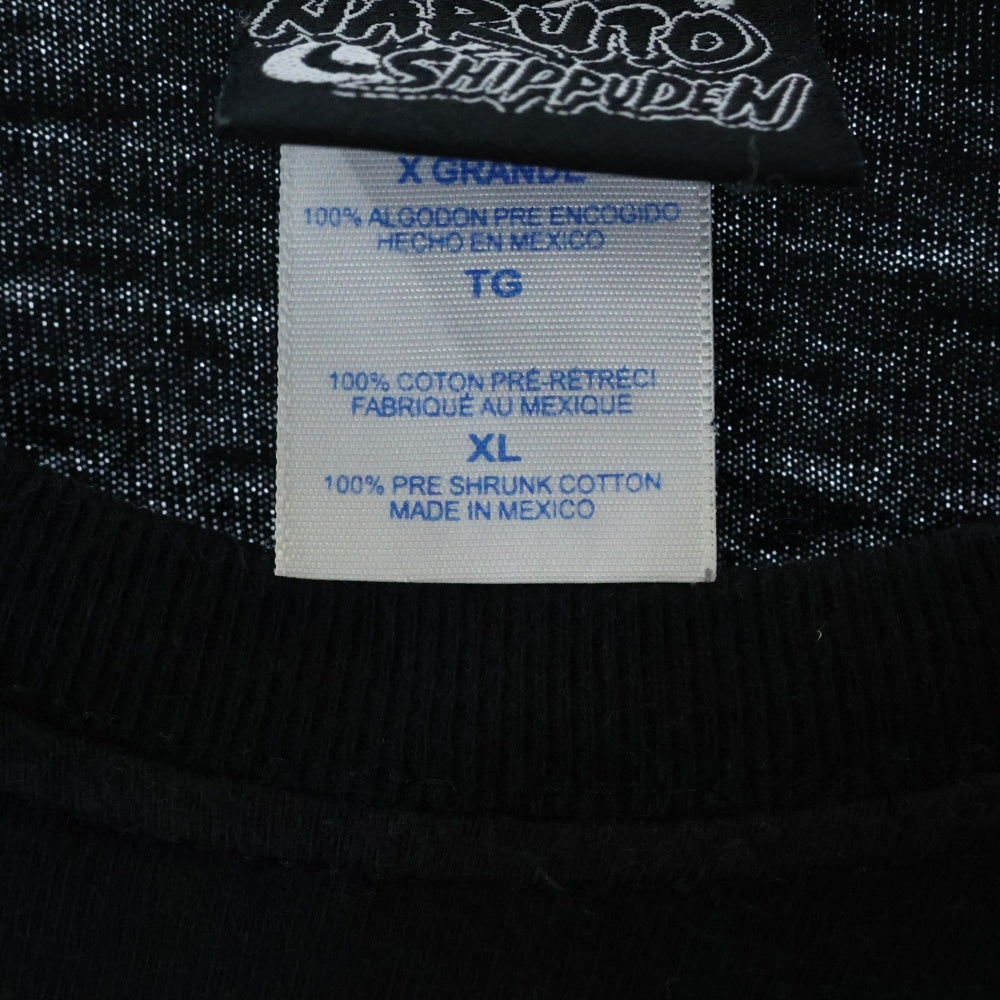 NARUTO
SHIPPUDEN
X GRANDE
100% ALGODON PRE ENCOGIDO
HECHO EN MEXICO
TG
100% COTON PRÉ-RÉTRÉCI
FABRIQUÉ AU MEXIQUE
XL
100% PRE SHRUNK COTTON
MADE IN MEXICO